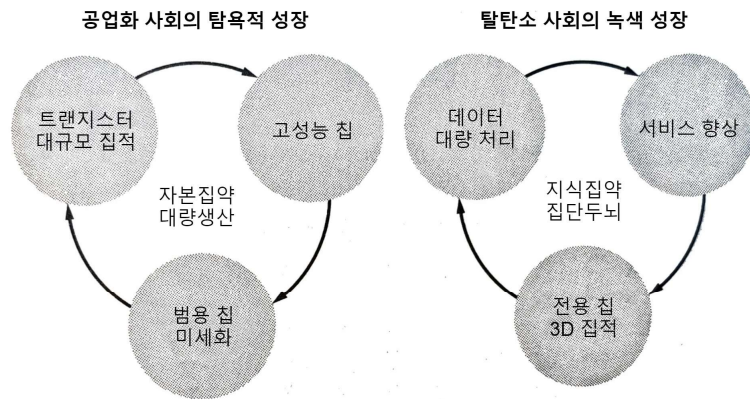 공업화 사회의 탐욕적 성장
트랜지스터
대규모 집적
고성능 칩
자본집약
대량생산
범용 칩
미세화
탈탄소 사회의 녹색 성장
데이터
대량 처리
서비스 향상
지식집약
집단두뇌
전용 칩
3D 집적